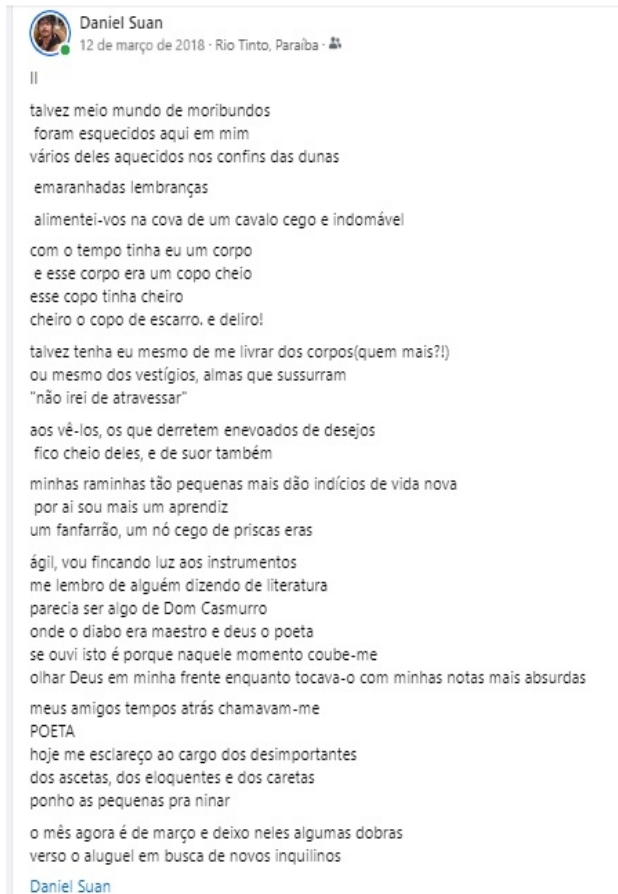 Daniel Suan
12 de março de 2018 · Rio Tinto, Paraíba ·
II
talvez meio mundo de moribundos
foram esquecidos aqui em mim
vários deles aquecidos nos confins das dunas
emaranhadas lembranças
alimentei-vos na cova de um cavalo cego e indomável
com o tempo tinha eu um corpo
e esse corpo era um copo cheio
esse copo tinha cheiro
cheiro o copo de escarro. e deliro!
talvez tenha eu mesmo de me livrar dos corpos(quem mais?!)
ou mesmo dos vestígios, almas que sussurram
"não irei de atravessar"
aos vê-los, os que derretem enevoados de desejos
fico cheio deles, e de suor também
minhas raminhas tão pequenas mais dão indícios de vida nova
por ai sou mais um aprendiz
um fanfarrão, um nó cego de priscas eras
ágil, vou fincando luz aos instrumentos
me lembro de alguém dizendo de literatura
parecia ser algo de Dom Casmurro
onde o diabo era maestro e deus o poeta
se ouvi isto é porque naquele momento coube-me
olhar Deus em minha frente enquanto tocava-o com minhas notas mais absurdas
meus amigos tempos atrás chamavam-me
POETA
hoje me esclareço ao cargo dos desimportantes
dos ascetas, dos eloquentes e dos caretas
ponho as pequenas pra ninar
o mês agora é de março e deixo neles algumas dobras
verso o aluguel em busca de novos inquilinos
Daniel Suan